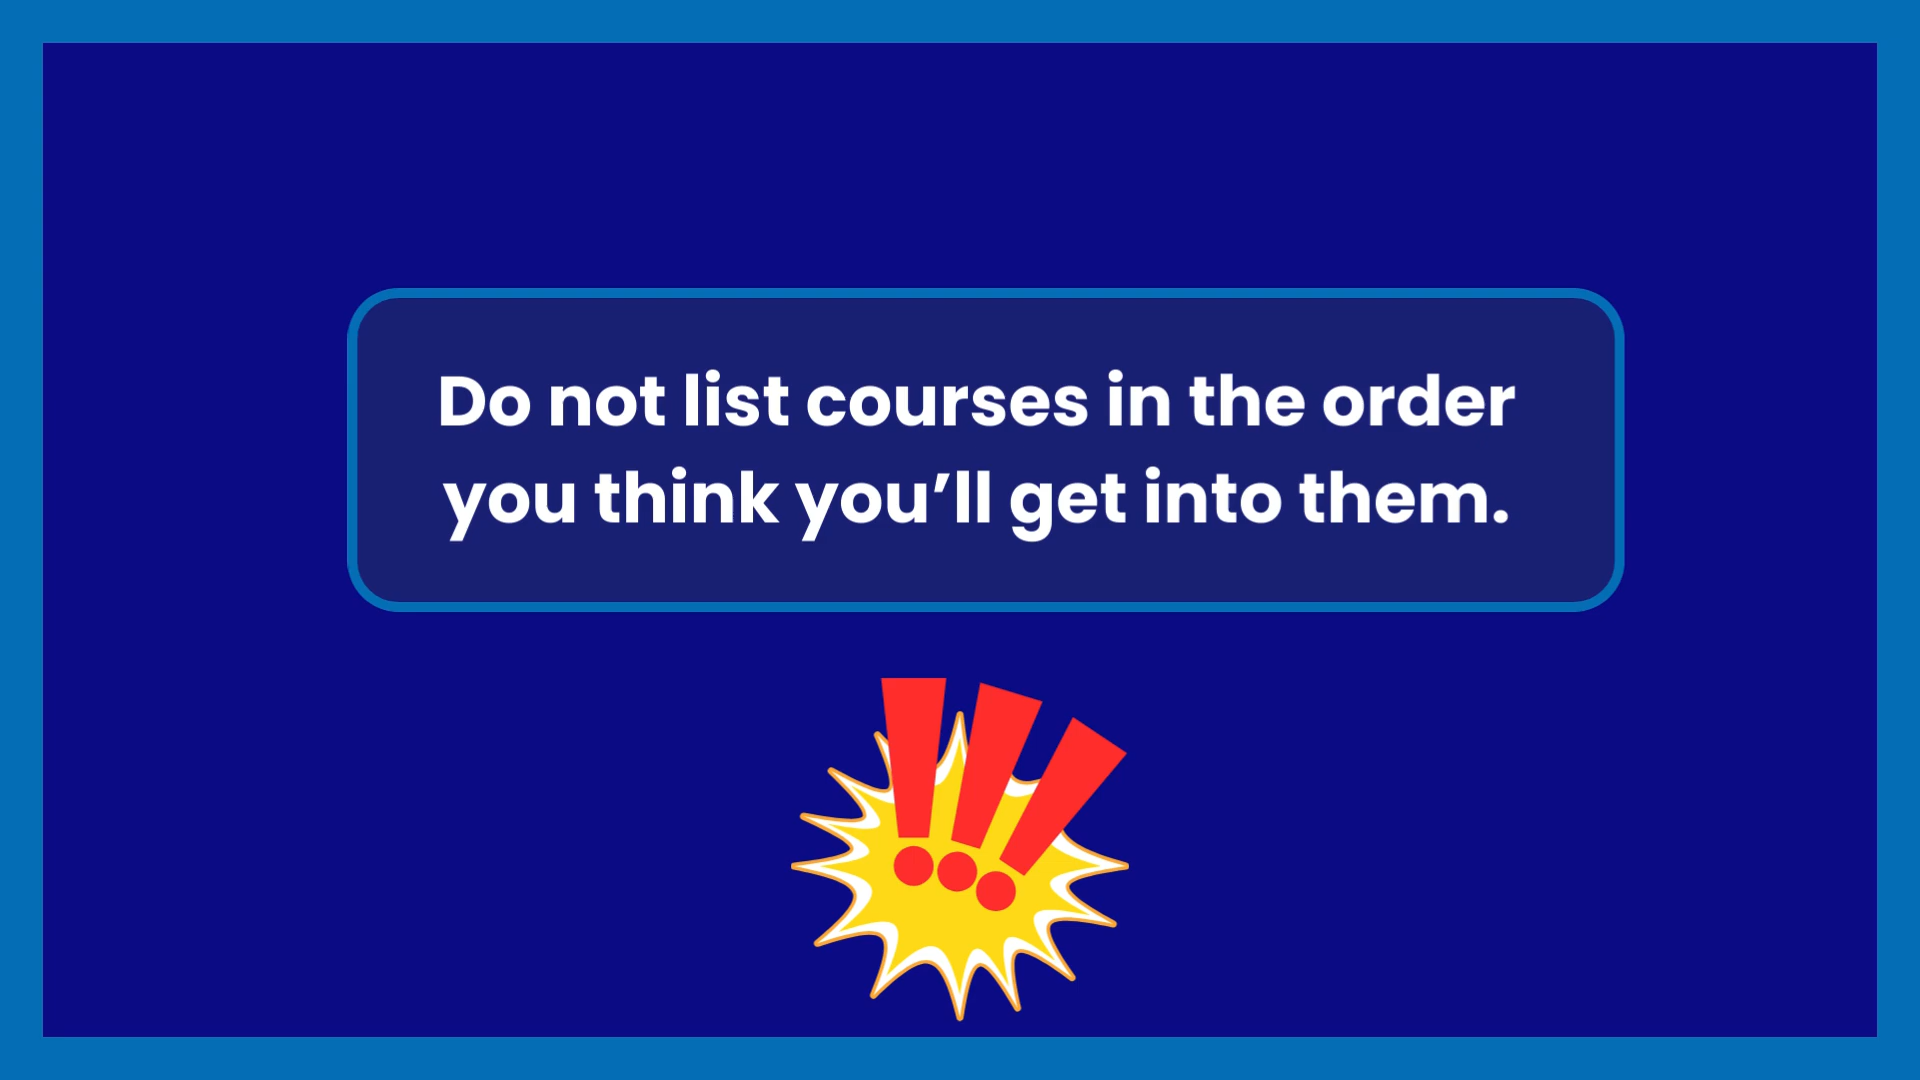 Do not list courses in the order
you think you’ll get into them.
!!!